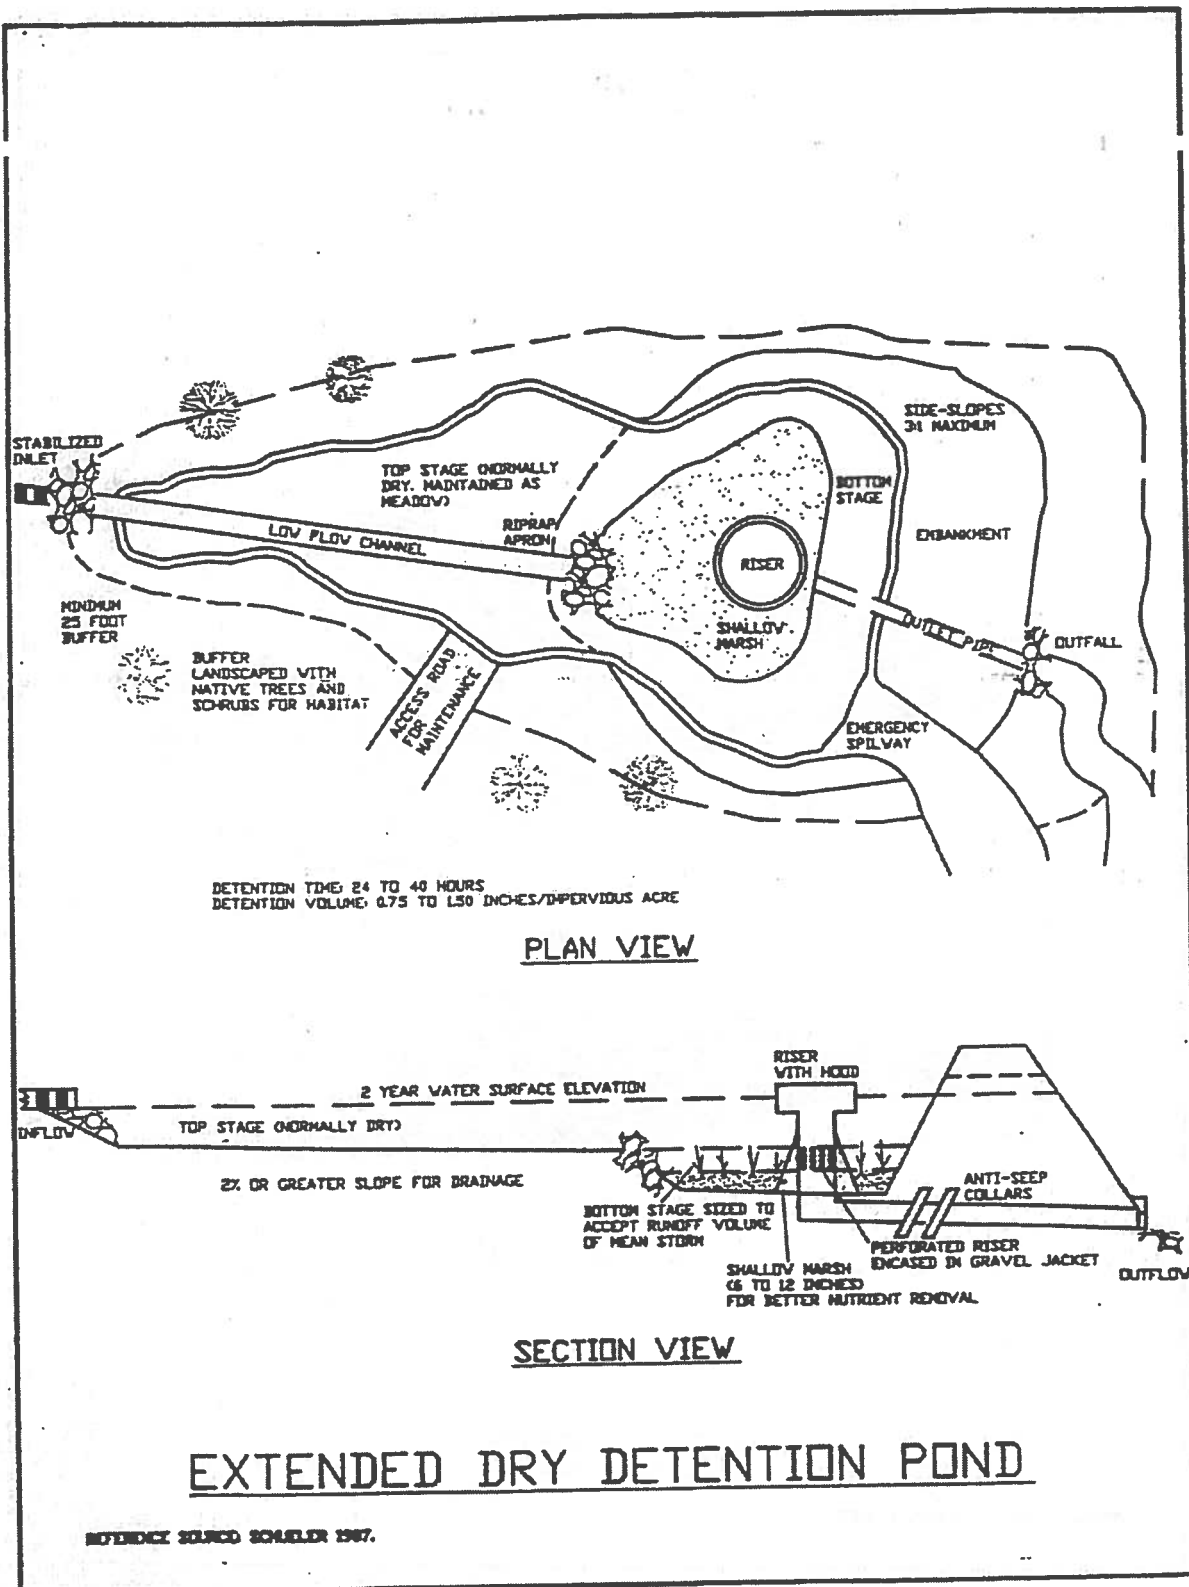 STABILIZED
INLET
TOP STAGE (NORMALLY
DRY. MAINTAINED AS
MEADOW)
SIDE-SLOPES
3:1 MAXIMUM
BOTTOM
STAGE
LOW FLOW CHANNEL
RIPRAP
APRON
RISER
EMBANKMENT
MINIMUM
25 FOOT
BUFFER
SHALLOW
MARSH
OUTLET PIPE
OUTFALL
BUFFER
LANDSCAPED WITH
NATIVE TREES AND
SCHRUBS FOR HABITAT
ACCESS ROAD
FOR
MAINTENANCE
EMERGENCY
SPILWAY
DETENTION TIME: 24 TO 40 HOURS
DETENTION VOLUME: 0.75 TO 1.50 INCHES/IMPERVIOUS ACRE
PLAN VIEW
RISER
WITH HOOD
2 YEAR WATER SURFACE ELEVATION
INFLOW
TOP STAGE (NORMALLY DRY)
2% OR GREATER SLOPE FOR DRAINAGE
ANTI-SEEP
COLLARS
BOTTOM STAGE SIZED TO
ACCEPT RUNOFF VOLUME
OF MEAN STORM
PERFORATED RISER
ENCASED IN GRAVEL JACKET
SHALLOW MARSH
(6 TO 12 INCHES)
FOR BETTER NUTRIENT REMOVAL
OUTFLOW
SECTION VIEW
EXTENDED DRY DETENTION POND
REFERENCE SOURCE: SCHUELER 1987.